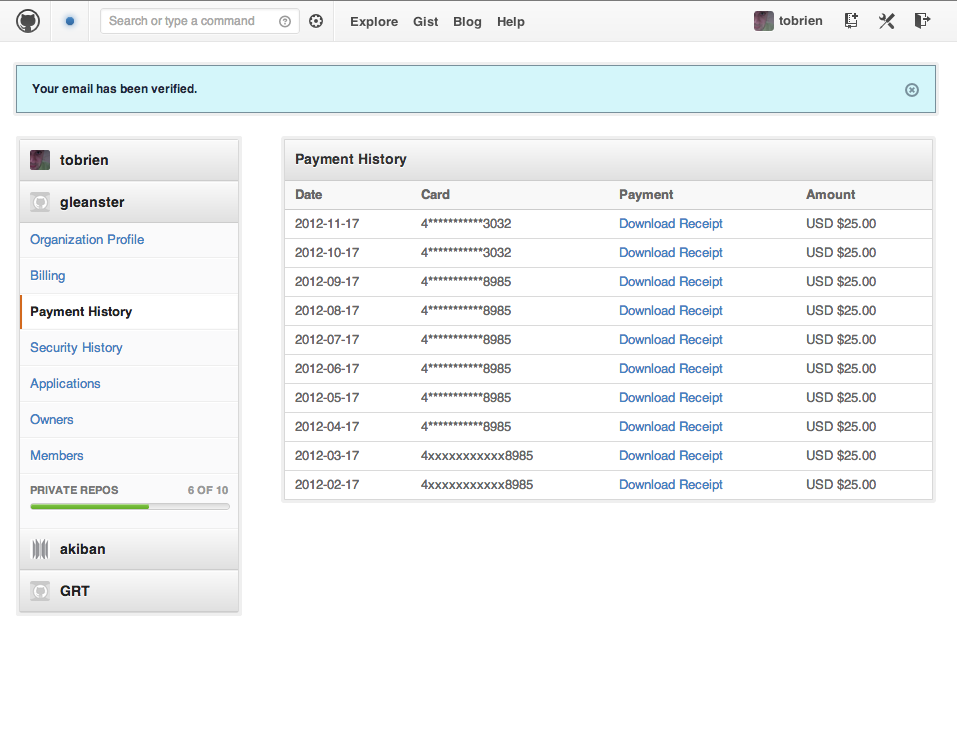 Search or type a command
Explore Gist Blog Help
tobrien
Your email has been verified.
tobrien
gleanster
Organization Profile
Billing
Payment History
Security History
Applications
Owners
Members
PRIVATE REPOS 6 OF 10
akiban
GRT
Payment History
Date Card Payment Amount
2012-11-17 4***********3032 Download Receipt USD $25.00
2012-10-17 4***********3032 Download Receipt USD $25.00
2012-09-17 4***********8985 Download Receipt USD $25.00
2012-08-17 4***********8985 Download Receipt USD $25.00
2012-07-17 4***********8985 Download Receipt USD $25.00
2012-06-17 4***********8985 Download Receipt USD $25.00
2012-05-17 4***********8985 Download Receipt USD $25.00
2012-04-17 4***********8985 Download Receipt USD $25.00
2012-03-17 4xxxxxxxxxxx8985 Download Receipt USD $25.00
2012-02-17 4xxxxxxxxxxx8985 Download Receipt USD $25.00